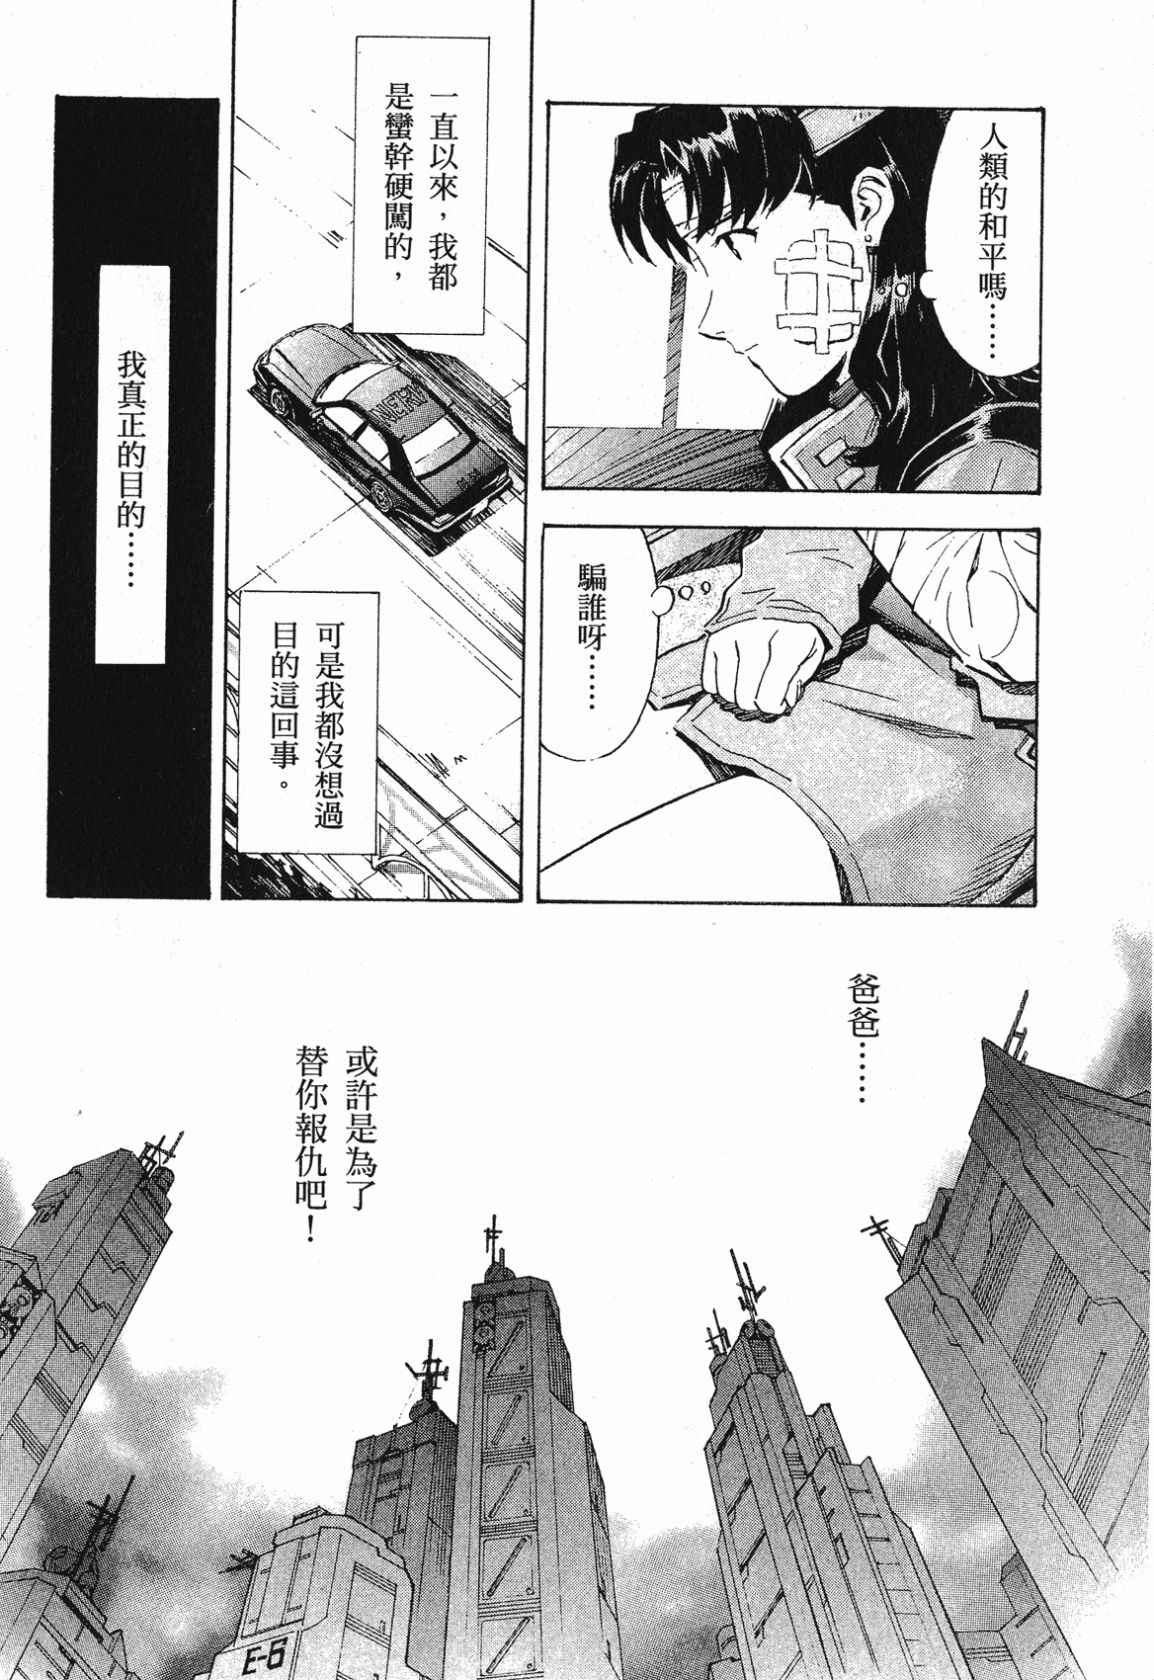 人類的和平嗎……
騙誰呀……
一直以來，我都
是蠻幹硬闖的，
NERV
可是我都沒想過
目的這回事。
我真正的目的……
爸爸……
或許是為了
替你報仇吧！
E-6